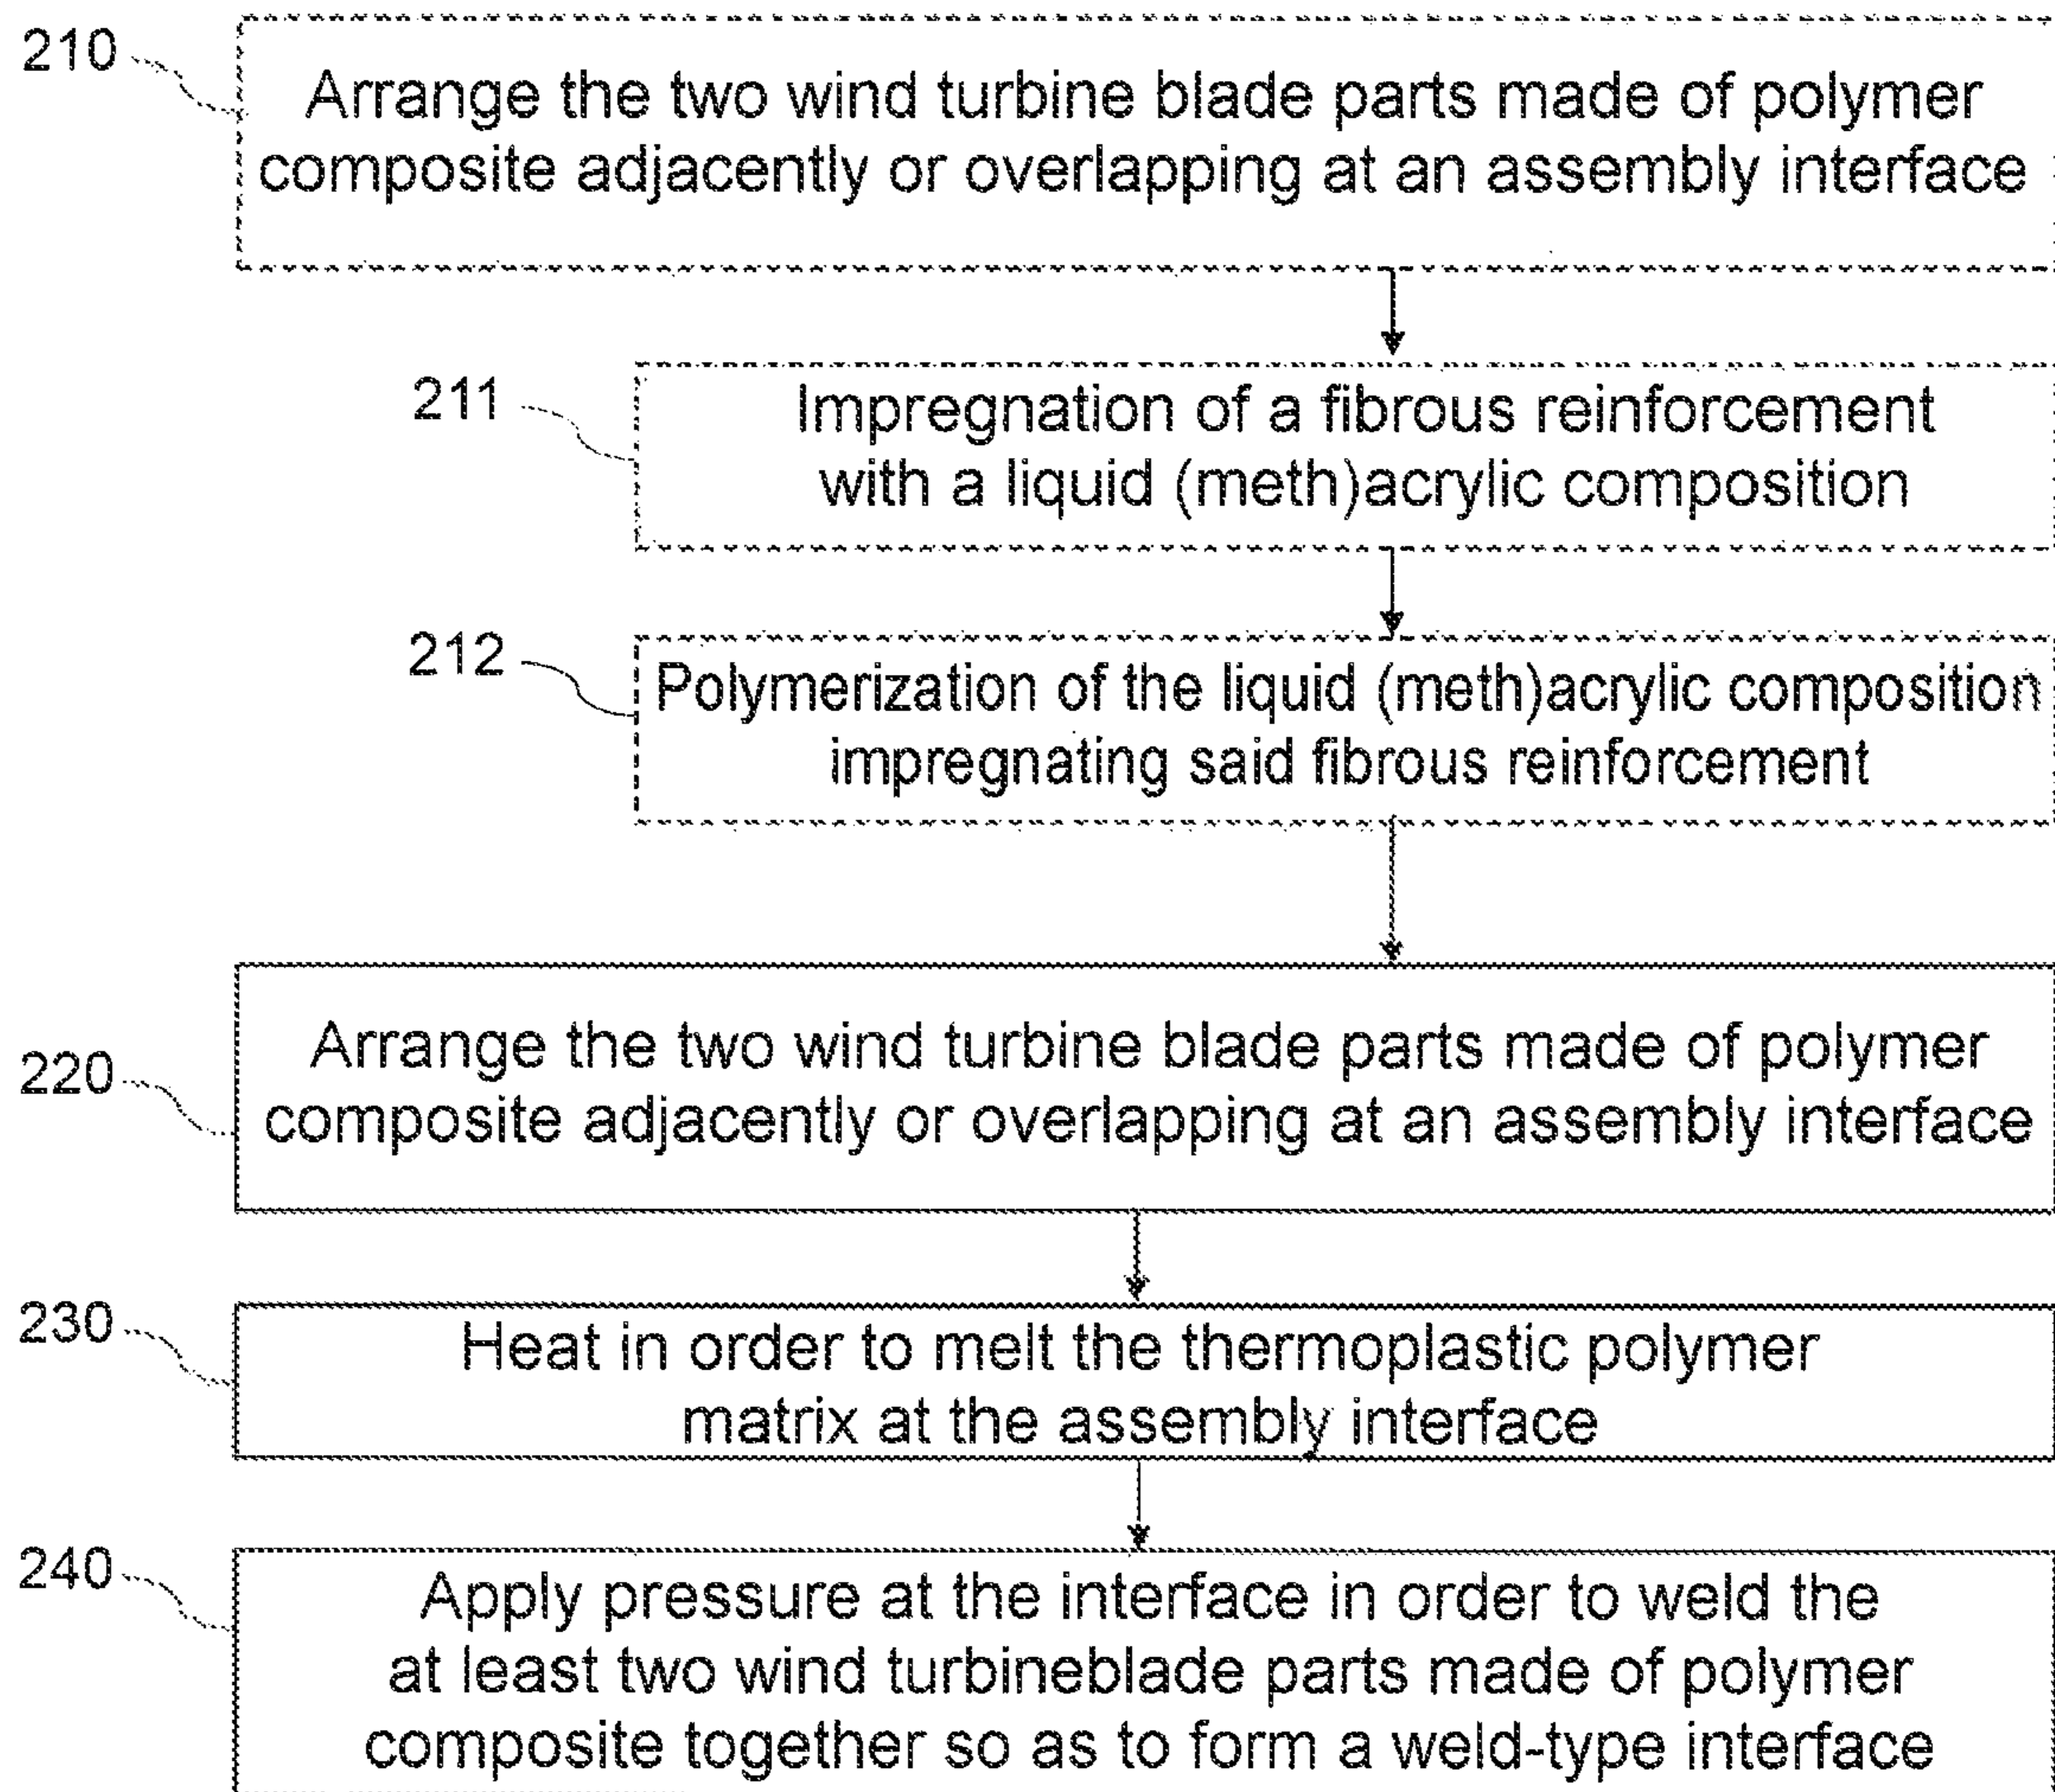 210
Arrange the two wind turbine blade parts made of polymer
composite adjacently or overlapping at an assembly interface
211
Impregnation of a fibrous reinforcement
with a liquid (meth)acrylic composition
212
Polymerization of the liquid (meth)acrylic composition
impregnating said fibrous reinforcement
220
Arrange the two wind turbine blade parts made of polymer
composite adjacently or overlapping at an assembly interface
230
Heat in order to melt the thermoplastic polymer
matrix at the assembly interface
240
Apply pressure at the interface in order to weld the
at least two wind turbineblade parts made of polymer
composite together so as to form a weld-type interface